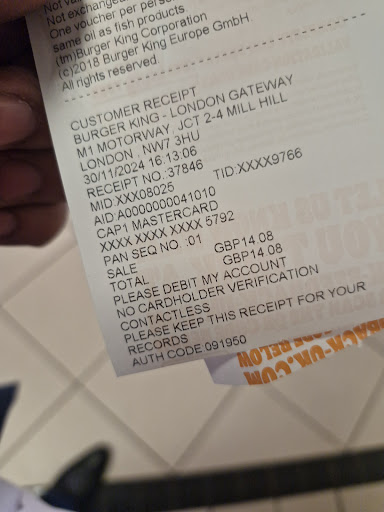 Not exchange
One voucher per pers
same oil as fish products
(tm)Burger King Corporation
(c)2018 Burger King Europe GmbH.
All rights reserved.
CUSTOMER RECEIPT
BURGER KING - LONDON GATEWAY
M1 MOTORWAY, JCT 2-4 MILL HILL
LONDON , NW7 3HU
30/11/2024 16:13:06
RECEIPT NO.:37846
MID:XXX08025 TID:XXXX9766
AID:A0000000041010
CAP1 MASTERCARD
XXXX XXXX XXXX 5792
PAN SEQ NO. :01
SALE GBP14.08
TOTAL GBP14.08
PLEASE DEBIT MY ACCOUNT
NO CARDHOLDER VERIFICATION
CONTACTLESS
PLEASE KEEP THIS RECEIPT FOR YOUR
RECORDS
AUTH CODE:091950
BACK-UK.COM
BELOW